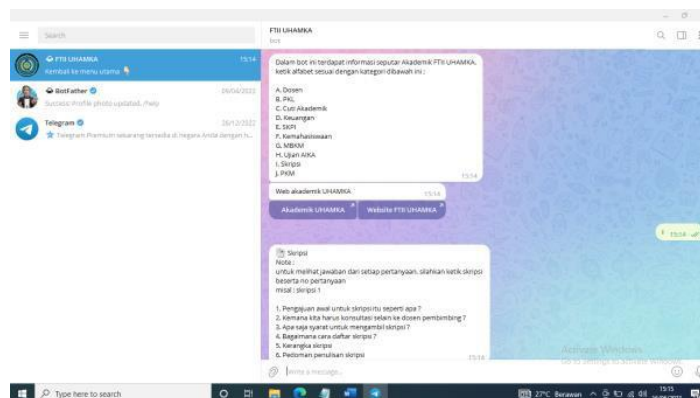 Search
FTII UHAMKA
bot
FTII UHAMKA 15:14
Kembali ke menu utama
BotFather 09/04/2022
Success! Profile photo updated. /help
Telegram 26/12/2022
Telegram Premium sekarang tersedia di negara Anda dengan h...
Dalam bot ini terdapat informasi seputar Akademik FTII UHAMKA,
ketik alfabet sesuai dengan kategori dibawah ini :
A. Dosen
B. PKL
C. Cuti Akademik
D. Keuangan
E. SKPI
F. Kemahasiswaan
G. MBKM
H. Ujian AIKA
I. Skripsi
J. PKM
15:14
Web akademik UHAMKA
15:14
Akademik UHAMKA
Website FTII UHAMKA
15:14
Skripsi
Note :
untuk melihat jawaban dari setiap pertanyaan, silahkan ketik skripsi
beserta no pertanyaan
misal : skripsi 1
1. Pengajuan awal untuk skripsi itu seperti apa ?
2. Kemana kita harus konsultasi selain ke dosen pembimbing ?
3. Apa saja syarat untuk mengambil skripsi ?
4. Bagaimana cara daftar skripsi ?
5. Kerangka skripsi
6. Pedoman penulisan skripsi
15:14
Write a message...
Activate Windows
Go to Settings to activate Windows.
Type here to search
27°C Berawan
15:15